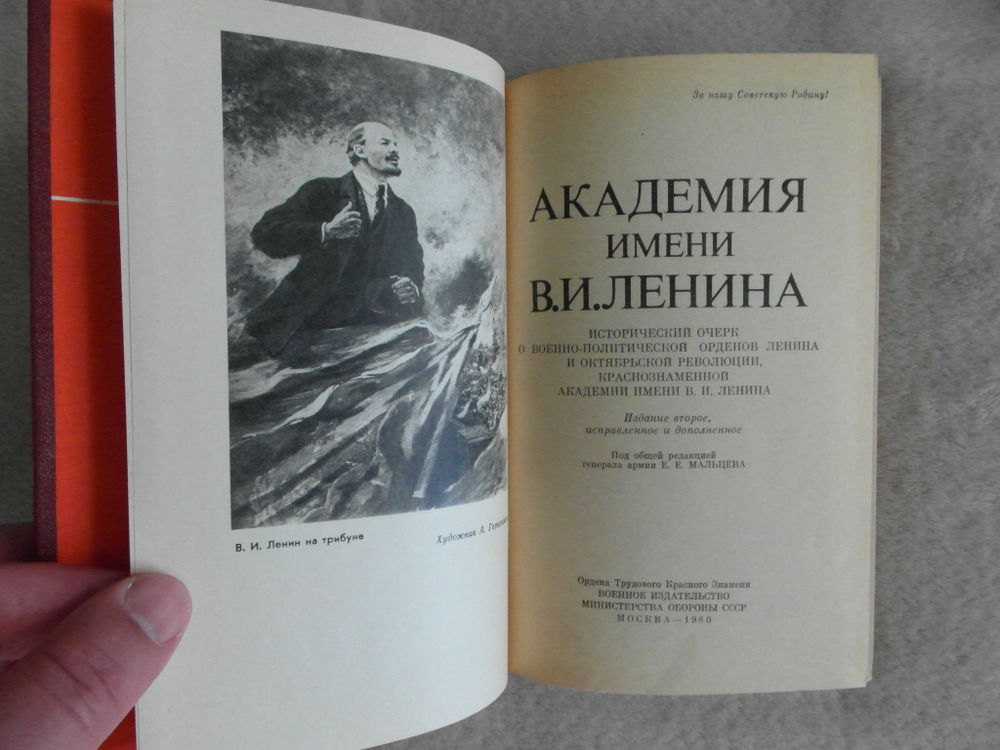 В. И. Ленин на трибуне
Художник А.
За нашу Советскую Родину!
АКАДЕМИЯ
ИМЕНИ
В.И.ЛЕНИНА
ИСТОРИЧЕСКИЙ ОЧЕРК
О ВОЕННО-ПОЛИТИЧЕСКОЙ ОРДЕНОВ ЛЕНИНА
И ОКТЯБРЬСКОЙ РЕВОЛЮЦИИ,
КРАСНОЗНАМЕННОЙ
АКАДЕМИИ ИМЕНИ В. И. ЛЕНИНА
Издание второе,
исправленное и дополненное
Под общей редакцией
генерала армии Е. Е. МАЛЬЦЕВА
Ордена Трудового Красного Знамени
ВОЕННОЕ ИЗДАТЕЛЬСТВО
МИНИСТЕРСТВА ОБОРОНЫ СССР
МОСКВА — 1980